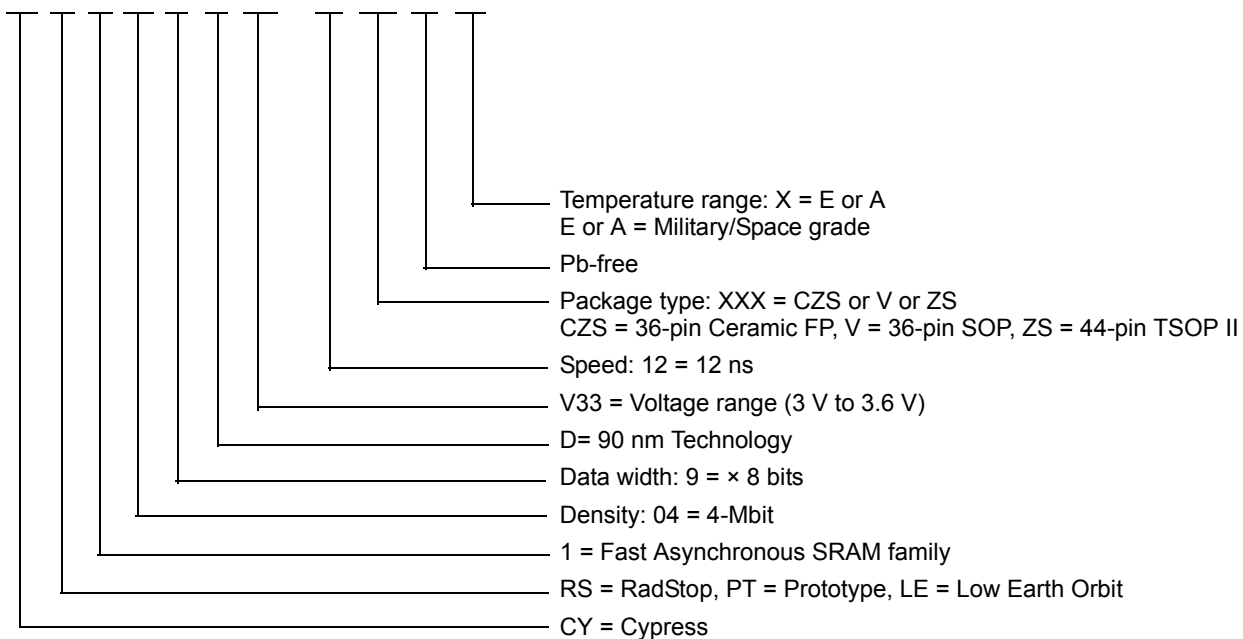 Temperature range: X = E or A
E or A = Military/Space grade
Pb-free
Package type: XXX = CZS or V or ZS
CZS = 36-pin Ceramic FP, V = 36-pin SOP, ZS = 44-pin TSOP II
Speed: 12 = 12 ns
V33 = Voltage range (3 V to 3.6 V)
D= 90 nm Technology
Data width: 9 = × 8 bits
Density: 04 = 4-Mbit
1 = Fast Asynchronous SRAM family
RS = RadStop, PT = Prototype, LE = Low Earth Orbit
CY = Cypress